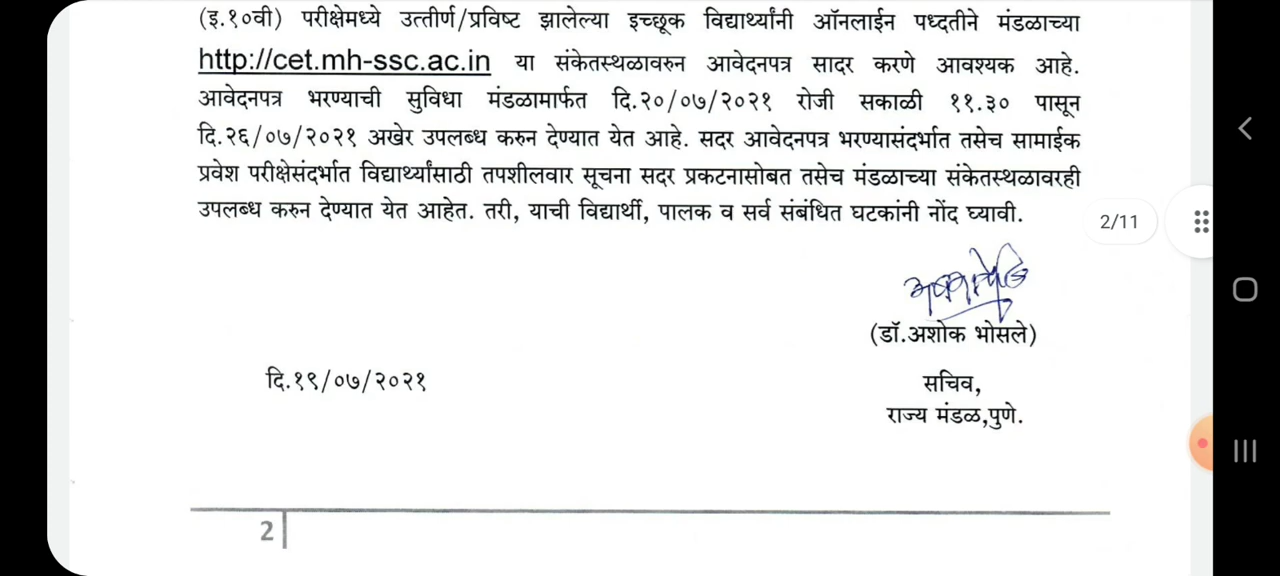 (इ.१०वी) परीक्षेमध्ये उत्तीर्ण/प्रविष्ट झालेल्या इच्छूक विद्यार्थ्यांनी ऑनलाईन पध्दतीने मंडळाच्या
http://cet.mh-ssc.ac.in या संकेतस्थळावरुन आवेदनपत्र सादर करणे आवश्यक आहे.
आवेदनपत्र भरण्याची सुविधा मंडळामार्फत दि.२०/०७/२०२१ रोजी सकाळी ११.३० पासून
दि.२६/०७/२०२१ अखेर उपलब्ध करुन देण्यात येत आहे. सदर आवेदनपत्र भरण्यासंदर्भात तसेच सामाईक
प्रवेश परीक्षेसंदर्भात विद्यार्थ्यांसाठी तपशीलवार सूचना सदर प्रकटनासोबत तसेच मंडळाच्या संकेतस्थळावरही
उपलब्ध करुन देण्यात येत आहेत. तरी, याची विद्यार्थी, पालक व सर्व संबंधित घटकांनी नोंद घ्यावी.
2/11
(डॉ.अशोक भोसले)
दि.१९/०७/२०२१
सचिव,
राज्य मंडळ,पुणे.
2